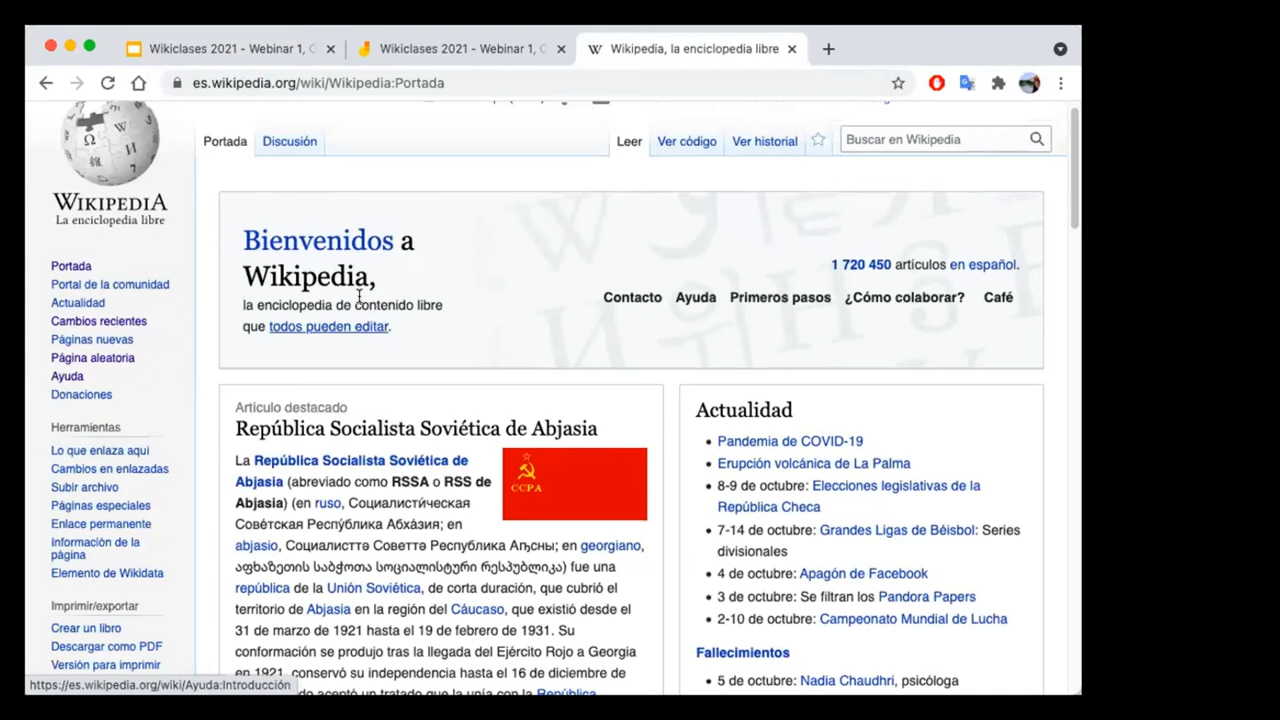 Wikiclases 2021 - Webinar 1, C
Wikiclases 2021 - Webinar 1, C
Wikipedia, la enciclopedia libre
es.wikipedia.org/wiki/Wikipedia:Portada
WIKIPEDIA
La enciclopedia libre
Portada
Discusión
Leer
Ver código
Ver historial
Buscar en Wikipedia
Portada
Portal de la comunidad
Actualidad
Cambios recientes
Páginas nuevas
Página aleatoria
Ayuda
Donaciones
Herramientas
Lo que enlaza aquí
Cambios en enlazadas
Subir archivo
Páginas especiales
Enlace permanente
Información de la
página
Elemento de Wikidata
Imprimir/exportar
Crear un libro
Descargar como PDF
Versión para imprimir
Bienvenidos a
Wikipedia,
la enciclopedia de contenido libre
que todos pueden editar.
1 720 450 artículos en español.
Contacto Ayuda Primeros pasos ¿Cómo colaborar? Café
Artículo destacado
República Socialista Soviética de Abjasia
La República Socialista Soviética de
Abjasia (abreviado como RSSA o RSS de
Abjasia) (en ruso, Социалисти́ческая
Сове́тская Респу́блика Абха́зия; en
abjasio, Социалисттә Советтә Республика Аҧсны; en georgiano,
აფხაზეთის საბჭოთა სოციალისტური რესპუბლიკა) fue una
república de la Unión Soviética, de corta duración, que cubrió el
territorio de Abjasia en la región del Cáucaso, que existió desde el
31 de marzo de 1921 hasta el 19 de febrero de 1931. Su
conformación se produjo tras la llegada del Ejército Rojo a Georgia
en 1921, conservó su independencia hasta el 16 de diciembre de
aceptó un tratado que la unía con la República
ССРА
Actualidad
Pandemia de COVID-19
Erupción volcánica de La Palma
8-9 de octubre: Elecciones legislativas de la
República Checa
7-14 de octubre: Grandes Ligas de Béisbol: Series
divisionales
4 de octubre: Apagón de Facebook
3 de octubre: Se filtran los Pandora Papers
2-10 de octubre: Campeonato Mundial de Lucha
Fallecimientos
5 de octubre: Nadia Chaudhri, psicóloga
https://es.wikipedia.org/wiki/Ayuda:Introducción